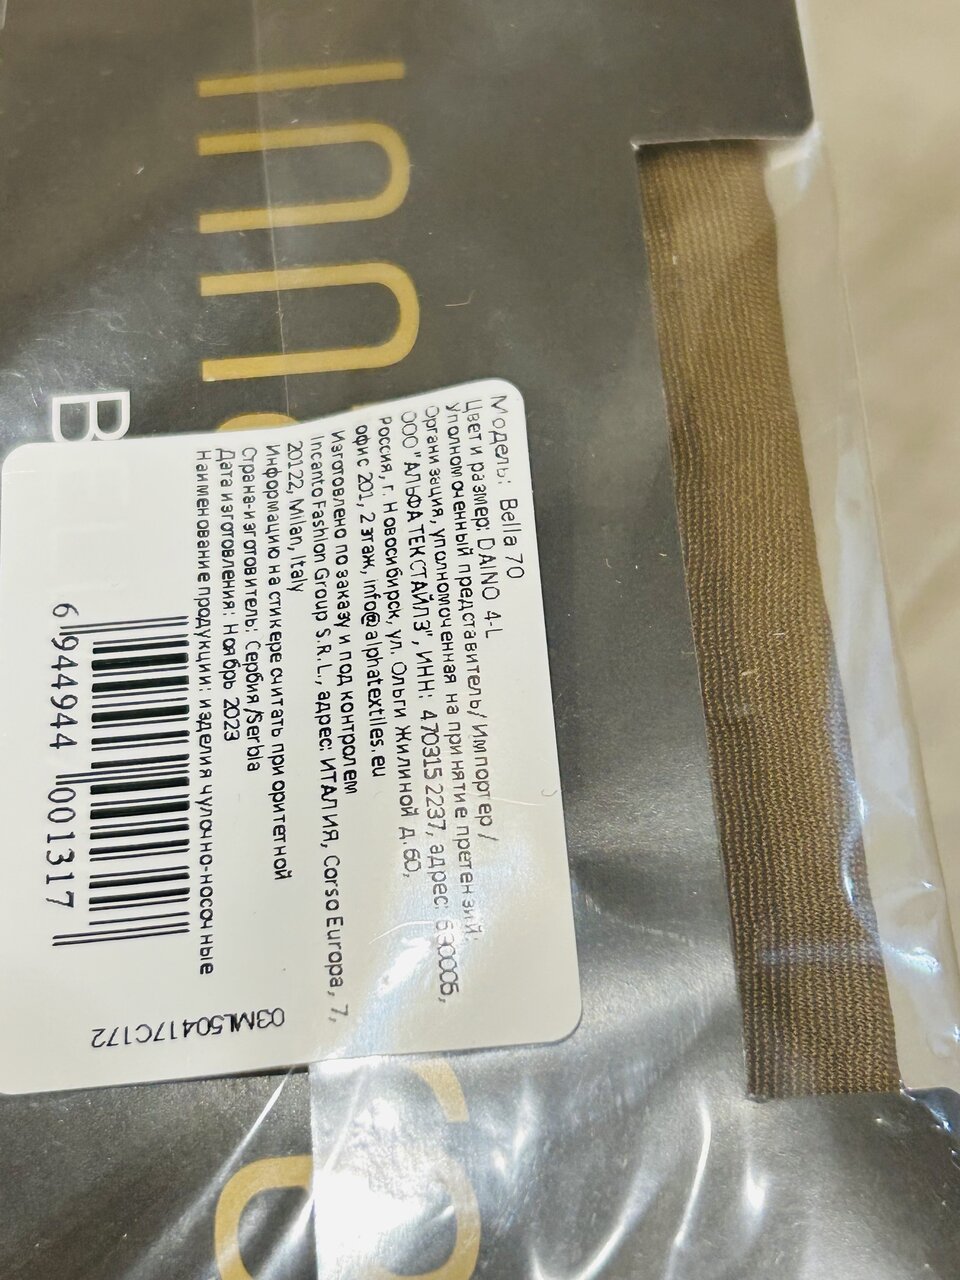 Inn
B
Модель: Bella 70
Цвет и размер: DAINO 4-L
Уполномоченный представитель/ Импортер /
Организация, уполномоченная на принятие претензий:
ООО "АЛЬФА ТЕКСТАЙЛЗ", ИНН: 4703152237, адрес: 630005,
Россия, г. Новосибирск, ул. Ольги Жилиной д.60,
офис 201, 2 этаж, info@alphatextiles.eu
Изготовлено по заказу и под контролем
Incanto Fashion Group S.R.L., адрес: ИТАЛИЯ, Corso Europa, 7,
20122, Milan, Italy
Информацию на стикере считать приоритетной
Страна-изготовитель: Сербия/Serbia
Дата изготовления: Ноябрь 2023
Наименование продукции: изделия чулочно-носочные
6 944944 001317
03ML50417C172